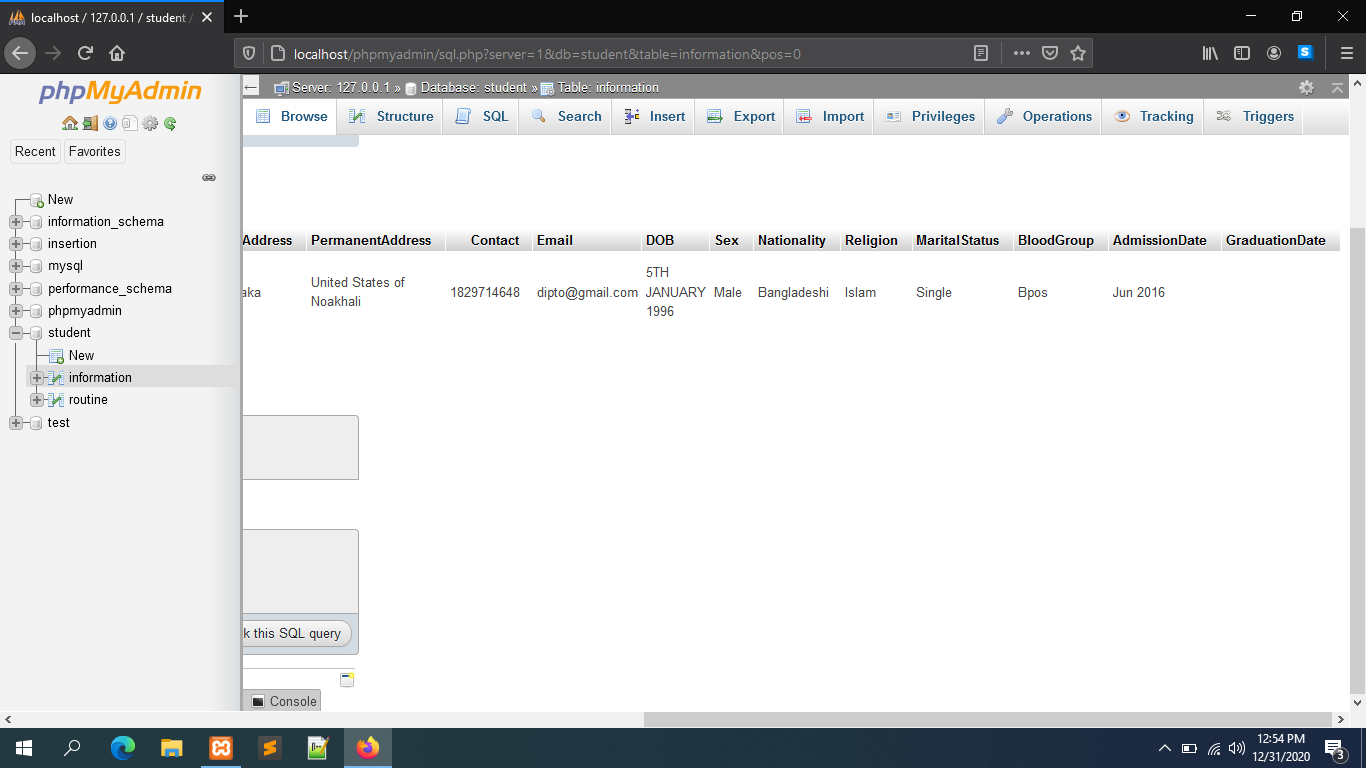 localhost / 127.0.0.1 / student /
localhost/phpmyadmin/sql.php?server=1&db=student&table=information&pos=0
phpMyAdmin
Server: 127.0.0.1 » Database: student » Table: information
Browse Structure SQL Search Insert Export Import Privileges Operations Tracking Triggers
Recent Favorites
New
information_schema
insertion
mysql
performance_schema
phpmyadmin
student
New
information
routine
test
Address PermanentAddress Contact Email DOB Sex Nationality Religion MaritalStatus BloodGroup AdmissionDate GraduationDate
aka United States of Noakhali 1829714648 dipto@gmail.com 5TH JANUARY 1996 Male Bangladeshi Islam Single Bpos Jun 2016
k this SQL query
Console
12:54 PM
12/31/2020
3